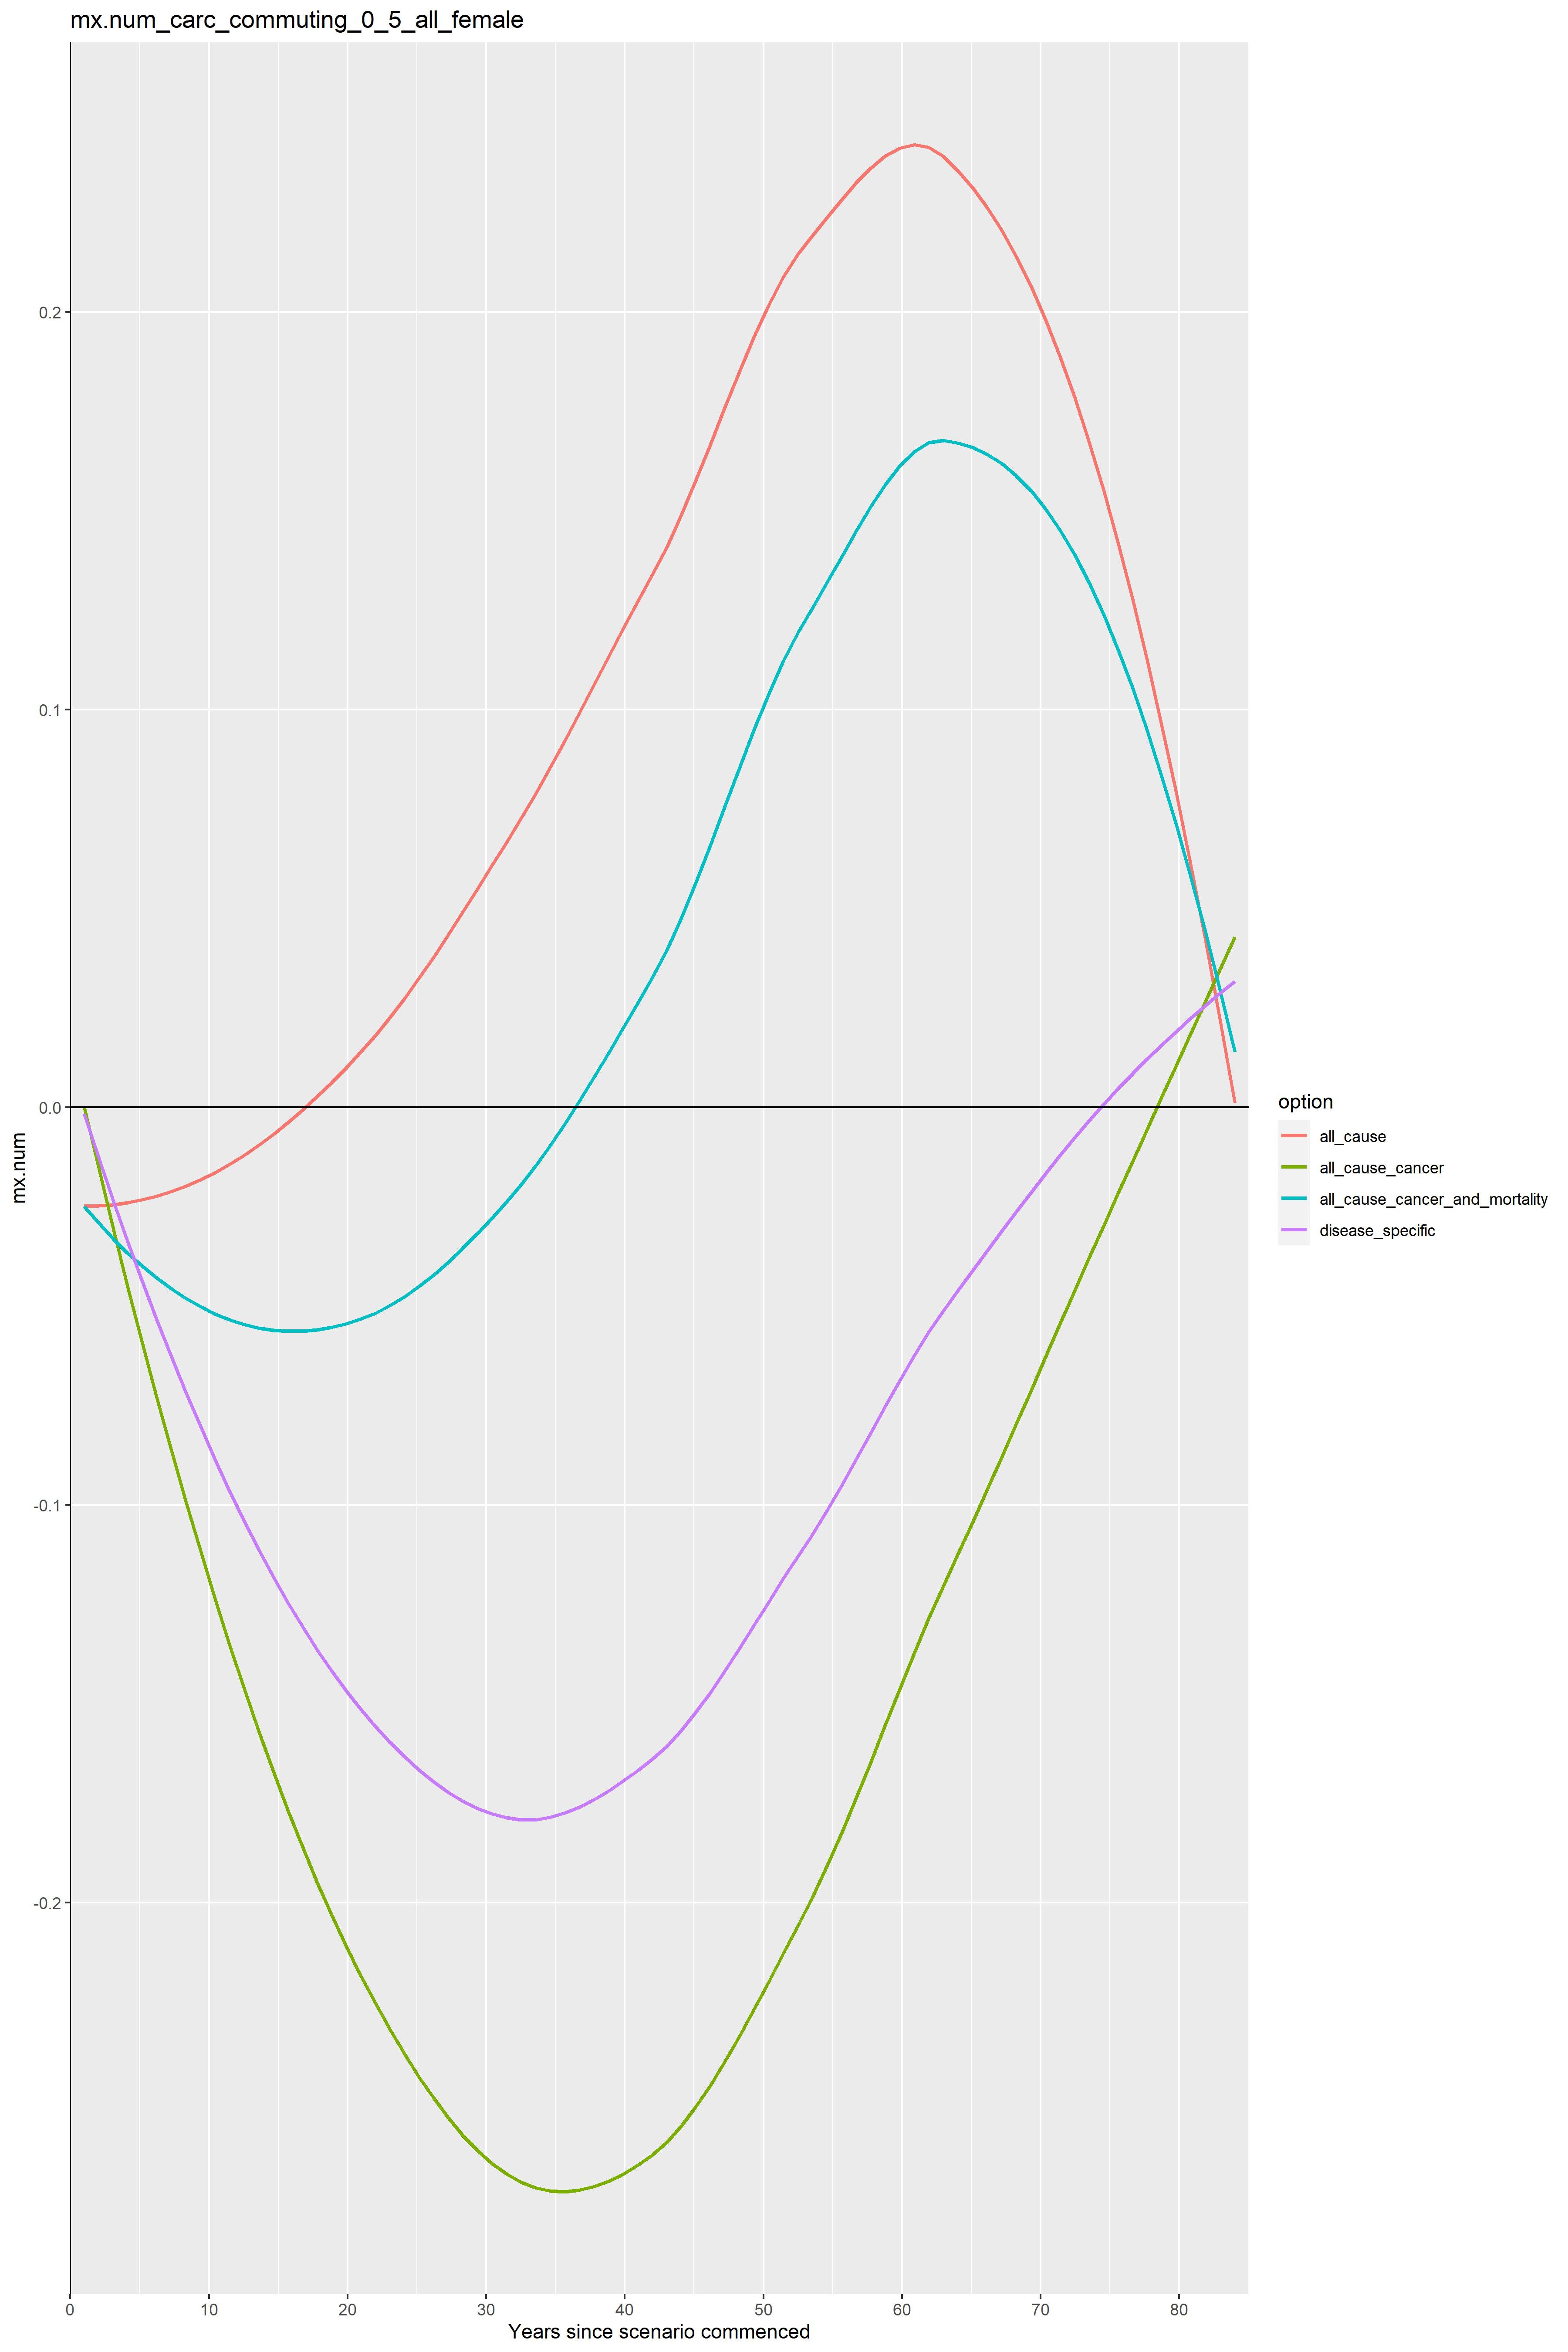 mx.num_carc_commuting_0_5_all_female
mx.num
0.2
0.1
0.0
-0.1
-0.2
0 10 20 30 40 50 60 70 80
Years since scenario commenced
option
all_cause
all_cause_cancer
all_cause_cancer_and_mortality
disease_specific